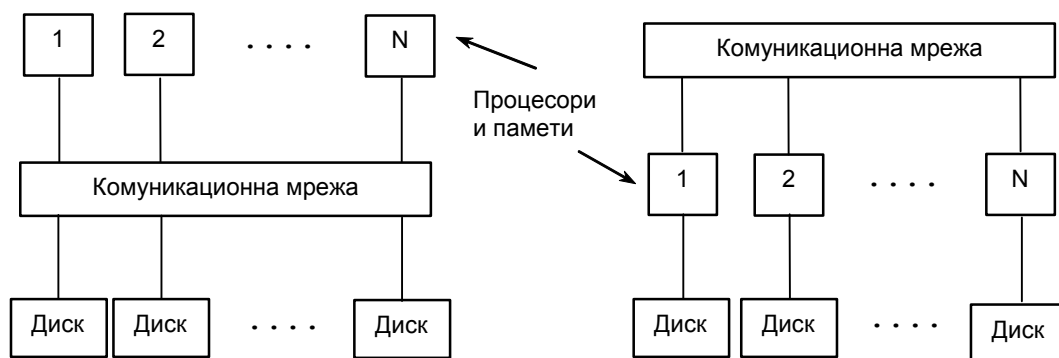 1 2 . . . . N
Процесори
и памети
Комуникационна мрежа
Диск Диск . . . . Диск
Комуникационна мрежа
1 2 . . . . N
Диск Диск . . . . Диск